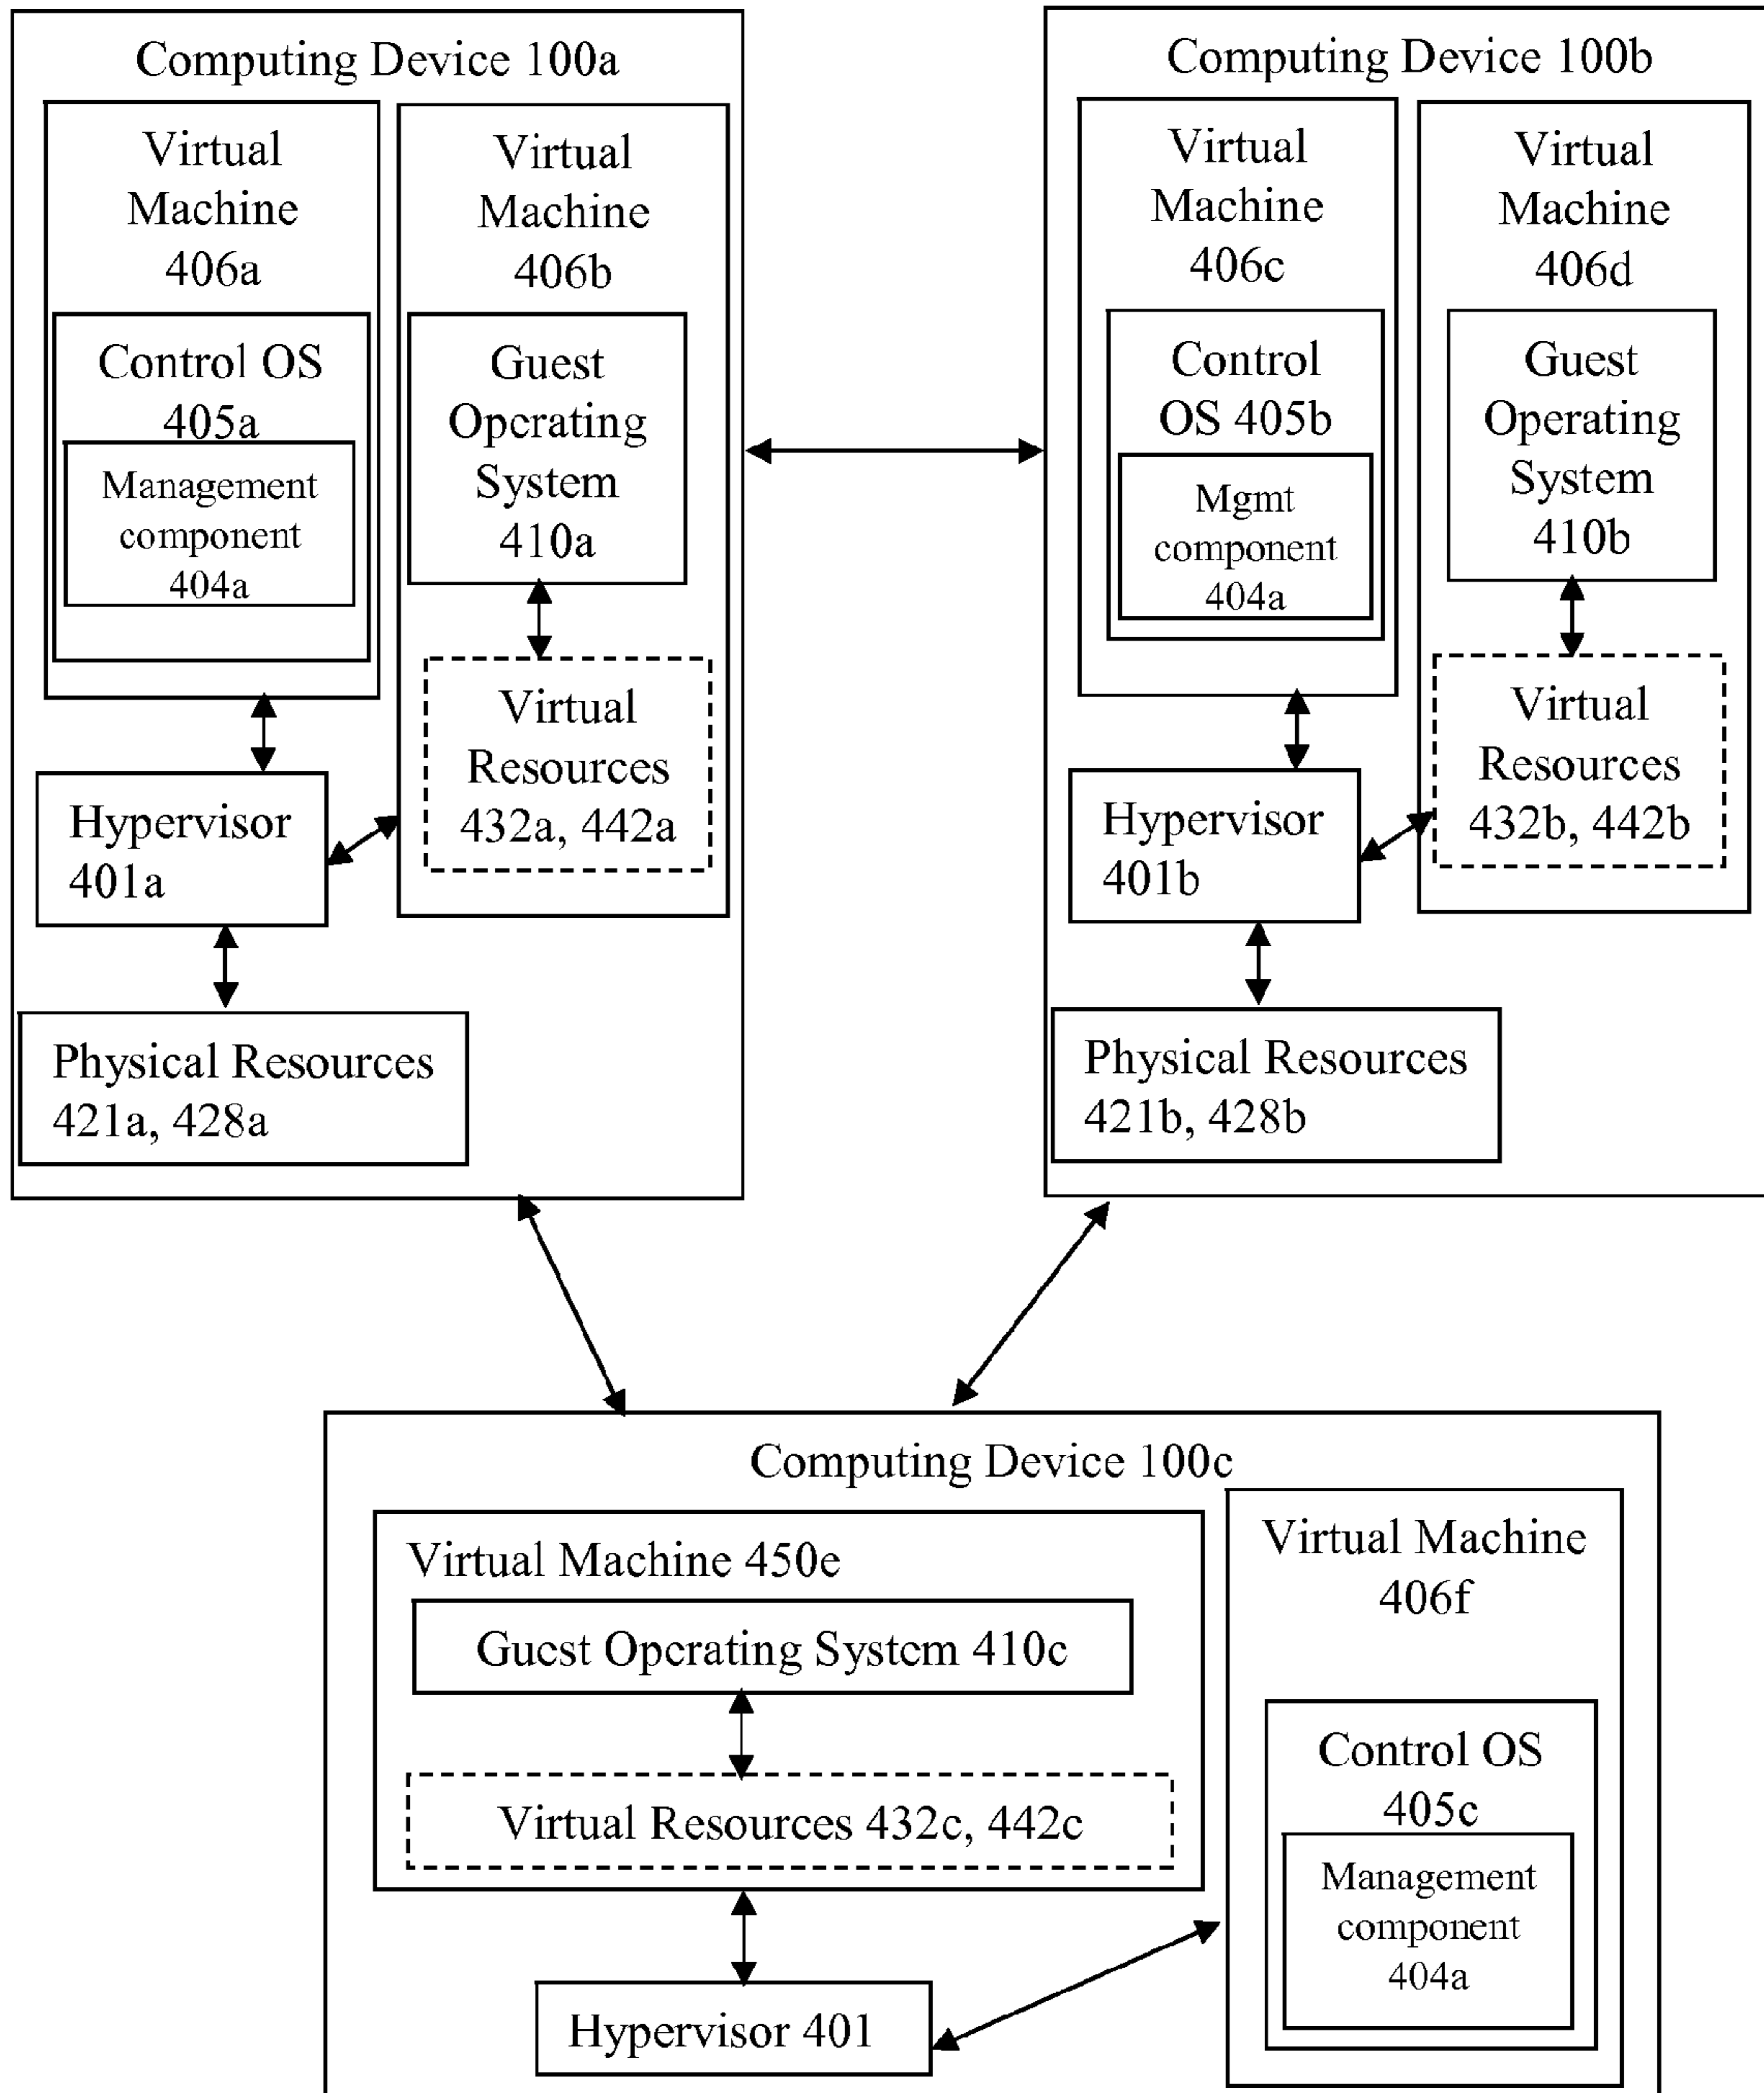 Computing Device 100a
Virtual
Machine
406a
Control OS
405a
Management
component
404a
Virtual
Machine
406b
Guest
Operating
System
410a
Virtual
Resources
432a, 442a
Hypervisor
401a
Physical Resources
421a, 428a
Computing Device 100b
Virtual
Machine
406c
Control
OS 405b
Mgmt
component
404a
Virtual
Machine
406d
Guest
Operating
System
410b
Virtual
Resources
432b, 442b
Hypervisor
401b
Physical Resources
421b, 428b
Computing Device 100c
Virtual Machine 450e
Guest Operating System 410c
Virtual Resources 432c, 442c
Hypervisor 401
Virtual Machine
406f
Control OS
405c
Management
component
404a